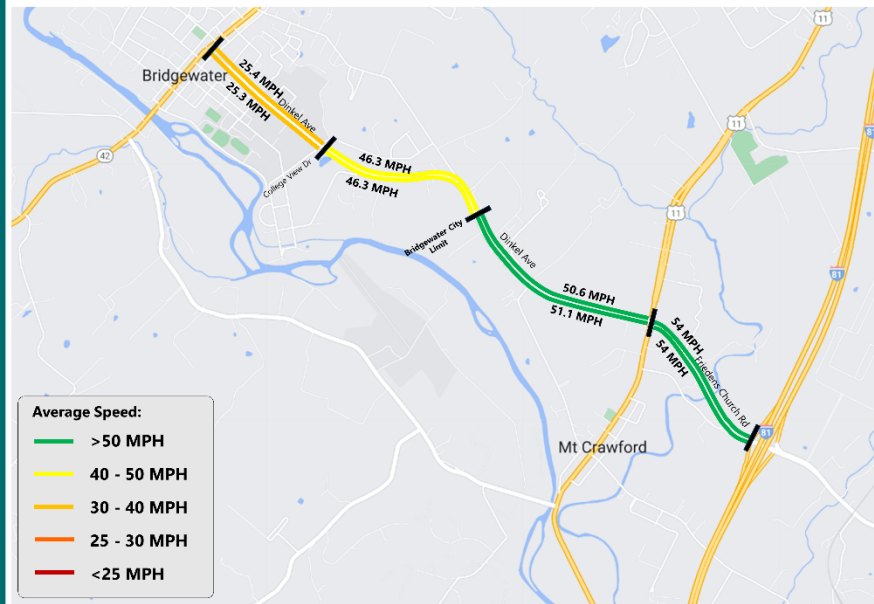 11
Bridgewater
25.4 MPH
25.3 MPH
Dinkel Ave
11
81
42
College View Dr
46.3 MPH
46.3 MPH
11
Bridgewater City
Limit
Dinkel Ave
81
50.6 MPH
51.1 MPH
54 MPH
54 MPH
Friedens Church Rd
81
Mt Crawford
Average Speed:
>50 MPH
40 - 50 MPH
30 - 40 MPH
25 - 30 MPH
<25 MPH